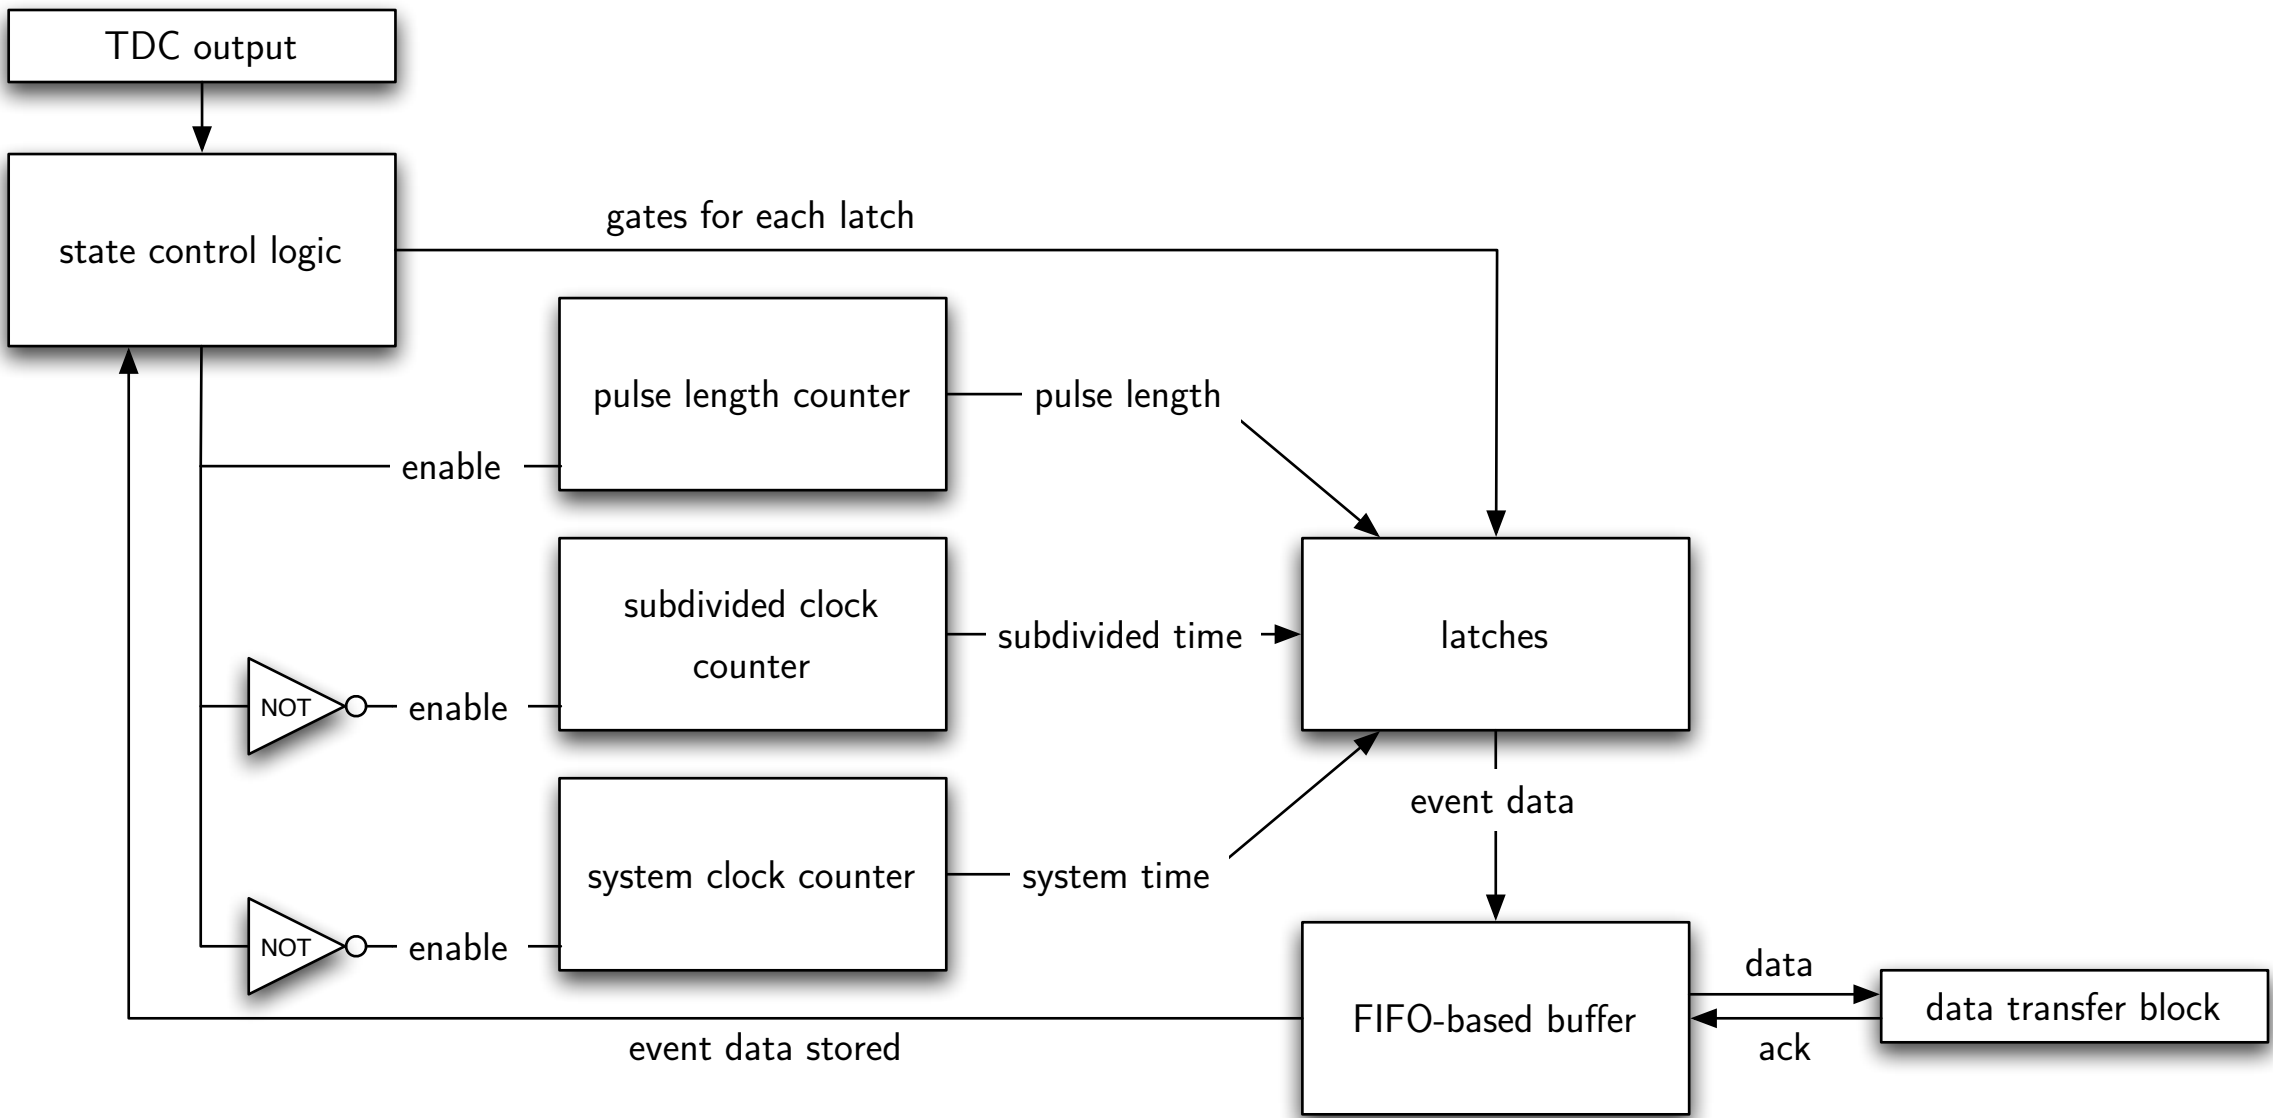 TDC output
state control logic
gates for each latch
pulse length counter
pulse length
enable
subdivided clock
counter
subdivided time
latches
NOT
enable
event data
system clock counter
system time
NOT
enable
FIFO-based buffer
data
data transfer block
ack
event data stored